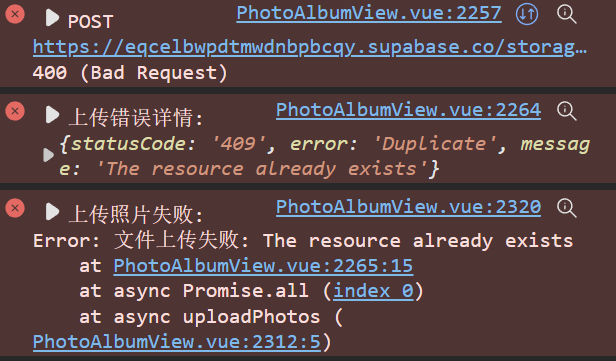 POST PhotoAlbumView.vue:2257
https://eqcelbwpdtmwdnbpbcqy.supabase.co/storag…
400 (Bad Request)
上传错误详情: PhotoAlbumView.vue:2264
{statusCode: '409', error: 'Duplicate', messag
e: 'The resource already exists'}
上传照片失败: PhotoAlbumView.vue:2320
Error: 文件上传失败: The resource already exists
at PhotoAlbumView.vue:2265:15
at async Promise.all (index 0)
at async uploadPhotos (
PhotoAlbumView.vue:2312:5)